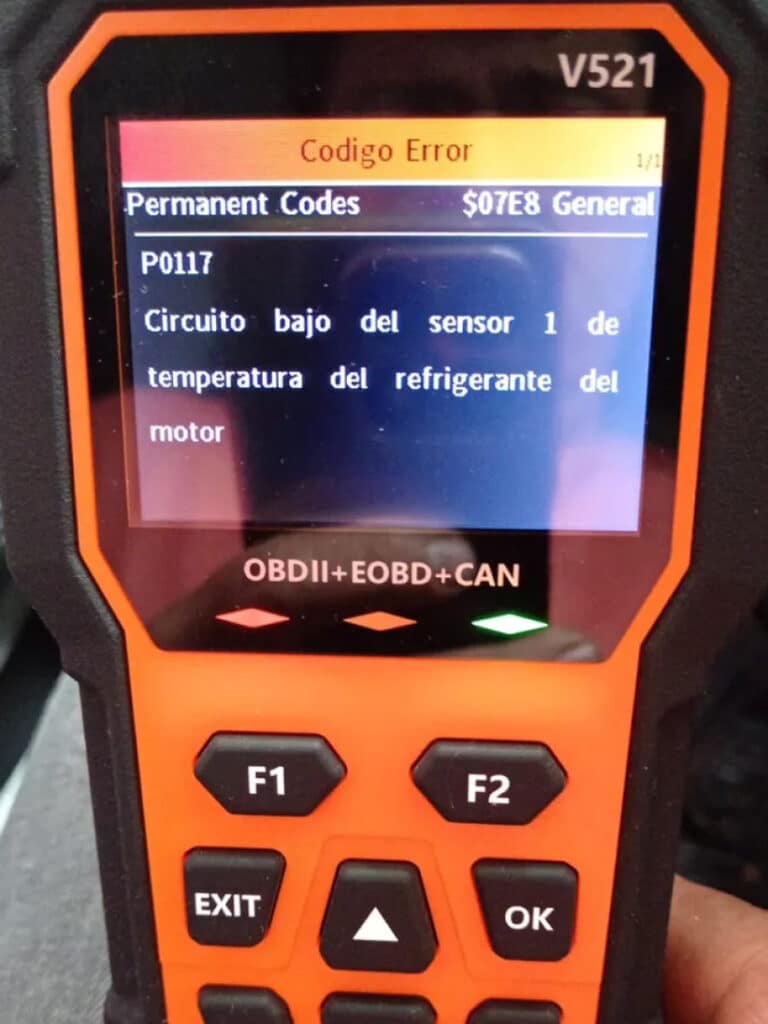 V521
Codigo Error
1/1
Permanent Codes $07E8 General
P0117
Circuito bajo del sensor 1 de
temperatura del refrigerante del
motor
OBDII+EOBD+CAN
F1 F2
EXIT OK